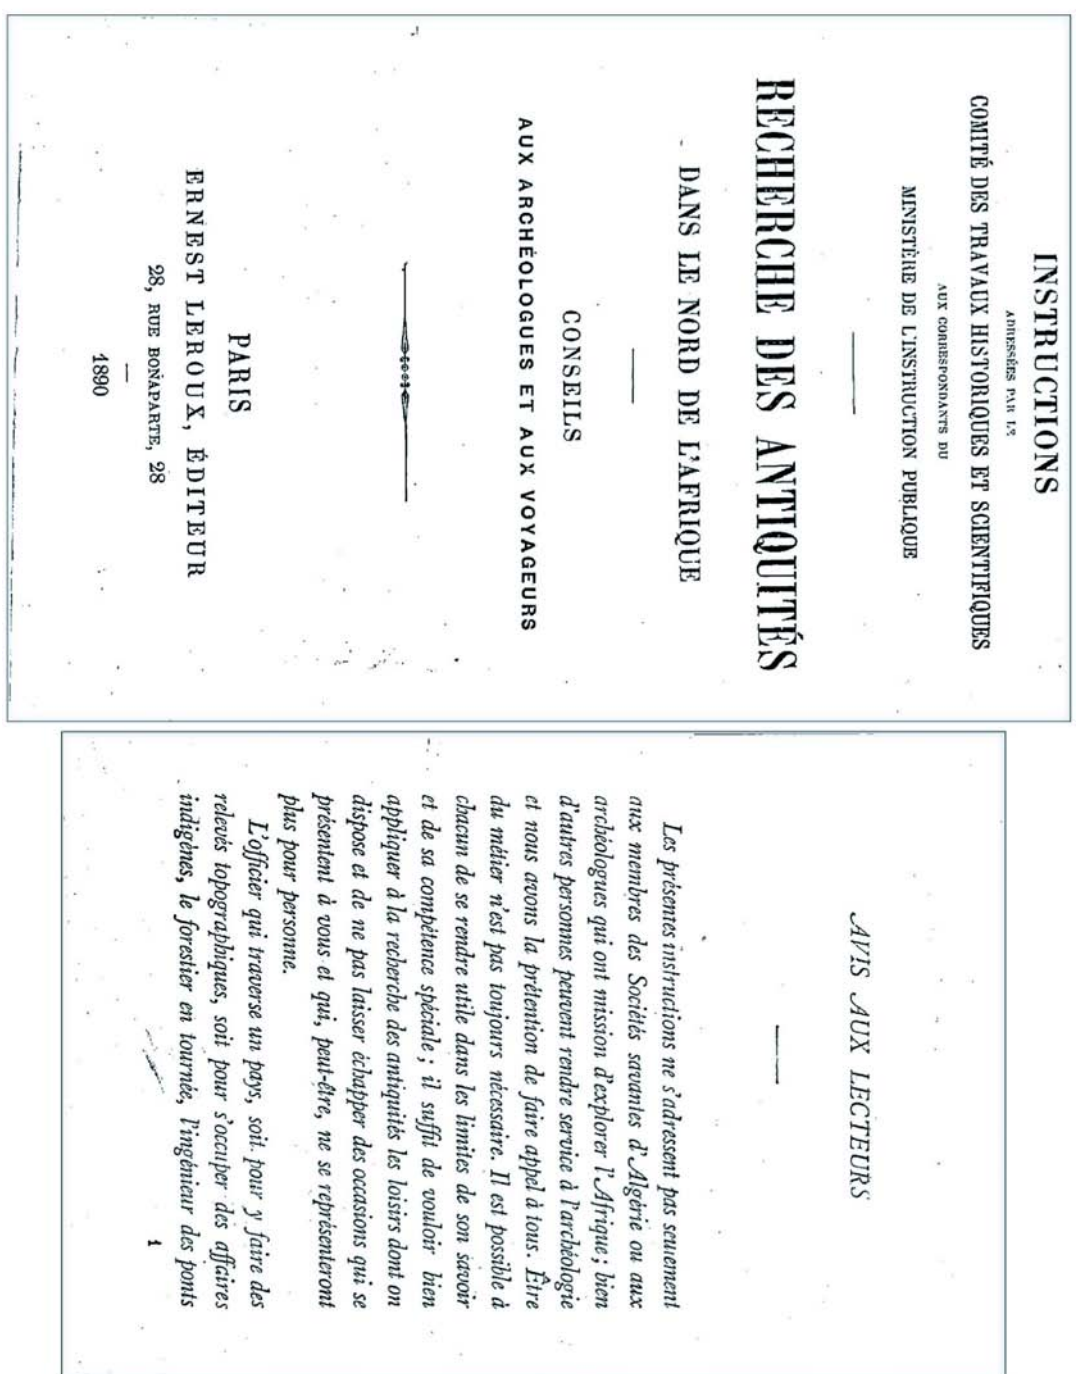 INSTRUCTIONS
ADRESSÉES PAR LE
COMITÉ DES TRAVAUX HISTORIQUES ET SCIENTIFIQUES
AUX CORRESPONDANTS DU
MINISTÈRE DE L'INSTRUCTION PUBLIQUE
RECHERCHE DES ANTIQUITÉS
DANS LE NORD DE L'AFRIQUE
CONSEILS
AUX ARCHÉOLOGUES ET AUX VOYAGEURS
PARIS
ERNEST LEROUX, ÉDITEUR
28, RUE BONAPARTE, 28
1890
AVIS AUX LECTEURS
Les présentes instructions ne s'adressent pas seulement
aux membres des Sociétés savantes d'Algérie ou aux
archéologues qui ont mission d'explorer l'Afrique; bien
d'autres personnes peuvent rendre service à l'archéologie
et nous avons la prétention de faire appel à tous. Être
du métier n'est pas toujours nécessaire. Il est possible à
chacun de se rendre utile dans les limites de son savoir
et de sa compétence spéciale; il suffit de vouloir bien
appliquer à la recherche des antiquités les loisirs dont on
dispose et de ne pas laisser échapper des occasions qui se
présentent à vous et qui, peut-être, ne se représenteront
plus pour personne.
L'officier qui traverse un pays, soit pour y faire des
relevés topographiques, soit pour s'occuper des affaires
indigènes, le forestier en tournée, l'ingénieur des ponts
1